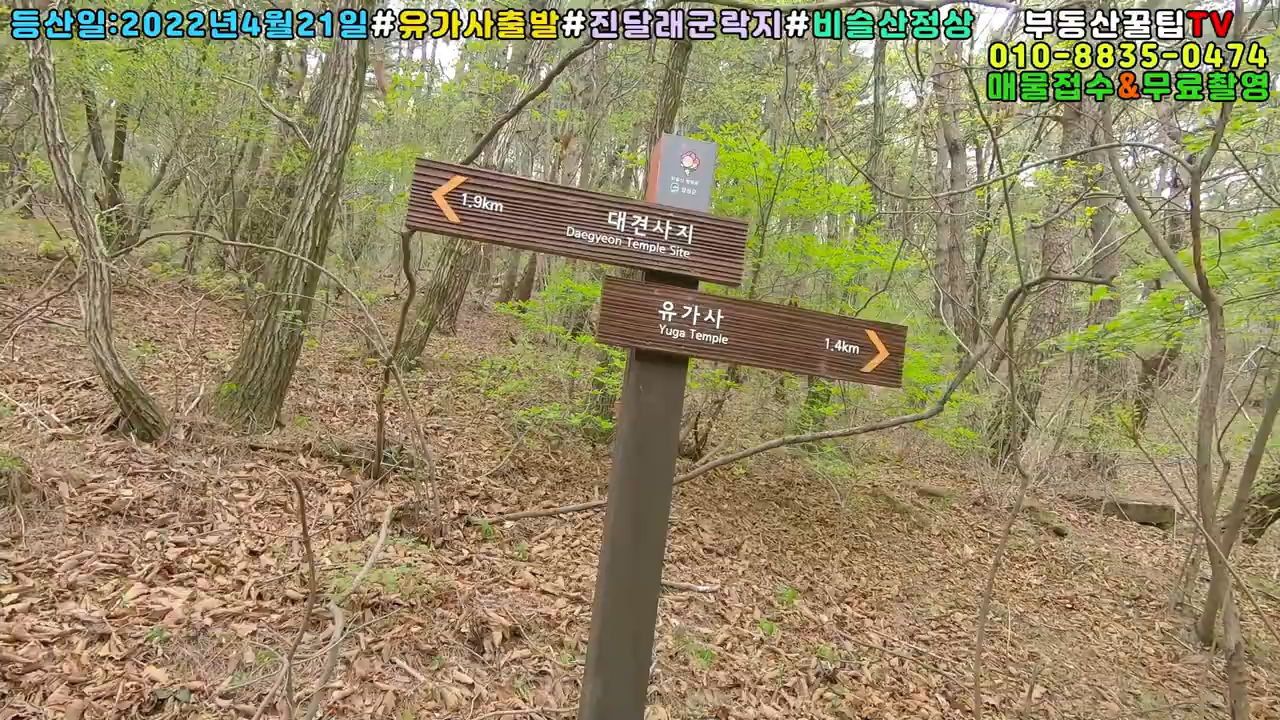 등산일:2022년4월21일#유가사출발#진달래군락지#비슬산정상
부동산꿀팁TV
010-8835-0474
매물접수&무료촬영
1.9km
대견사지
Daegyeon Temple Site
유가사
Yuga Temple
1.4km